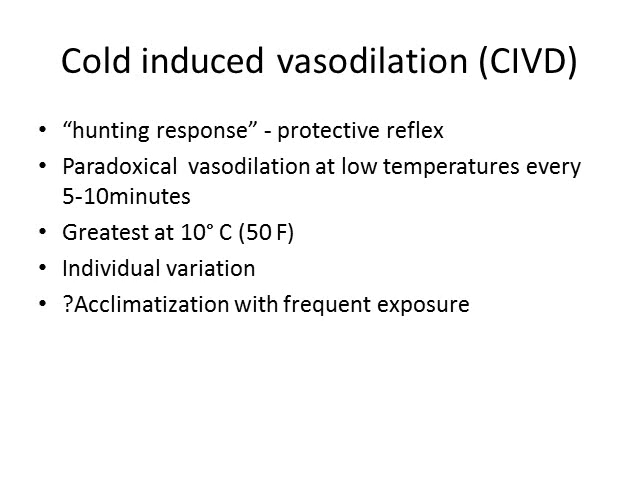 Cold induced vasodilation (CIVD)
• “hunting response” - protective reflex
• Paradoxical vasodilation at low temperatures every
5-10minutes
• Greatest at 10° C (50 F)
• Individual variation
• ?Acclimatization with frequent exposure